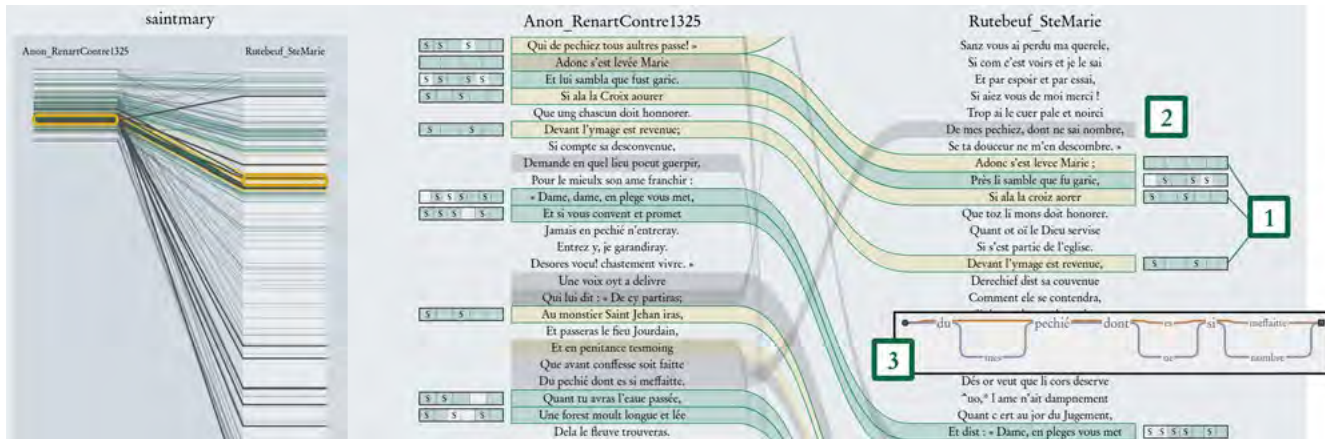 saintmary
Anon_RenartContre1325
Rutebeuf_SteMarie
Anon_RenartContre1325
Qui de pechiez tous aultres passe! »
Adonc s'est levée Marie
Et lui sambla que fust garie.
Si ala la Croix aourer
Que ung chascun doit honnorer.
Devant l'ymage est revenue;
Si compte sa desconvenue,
Demande en quel lieu poeut guerpir,
Pour le mieulx son ame franchir :
« Dame, dame, en plege vous met,
Et si vous convent et promet
Jamais en pechié n'entreray.
Entrez y, je garandiray.
Desores voeul chastement vivre. »
Une voix oyt a delivre
Qui lui dit : « De cy partiras;
Au monstier Saint Jehan iras,
Et passeras le fieu Jourdain,
Et en penitance tesmoing
Que avant conffesse soit faitte
Du pechié dont es si meffaitte.
Quant tu avras l'eaue passée,
Une forest moult longue et lée
Dela le fleuve trouveras.
Rutebeuf_SteMarie
Sanz vous ai perdu ma querele,
Si com c'est voirs et je le sai
Et par espoir et par essai,
Si aiez vous de moi merci !
Trop ai le cuer pale et noirci
De mes pechiez, dont ne sai nombre,
Se ta douceur ne m'en descombre. »
Adonc s'est levee Marie ;
Près li samble que fu garie,
Si ala la croiz aorer
Que toz li mons doit honorer.
Quant ot oï le Dieu servise
Si s'est partie de l'eglise.
Devant l'ymage est revenue,
Derechief dist sa couvenue
Comment ele se contendra,
Dés or veut que li cors deserve
^uo,* l ame n'ait dampnement
Quant c ert au jor du Jugement,
Et dist : « Dame, en pleges vous met
2
1
3
du pechié dont es si meffaitte
mes ne nombre